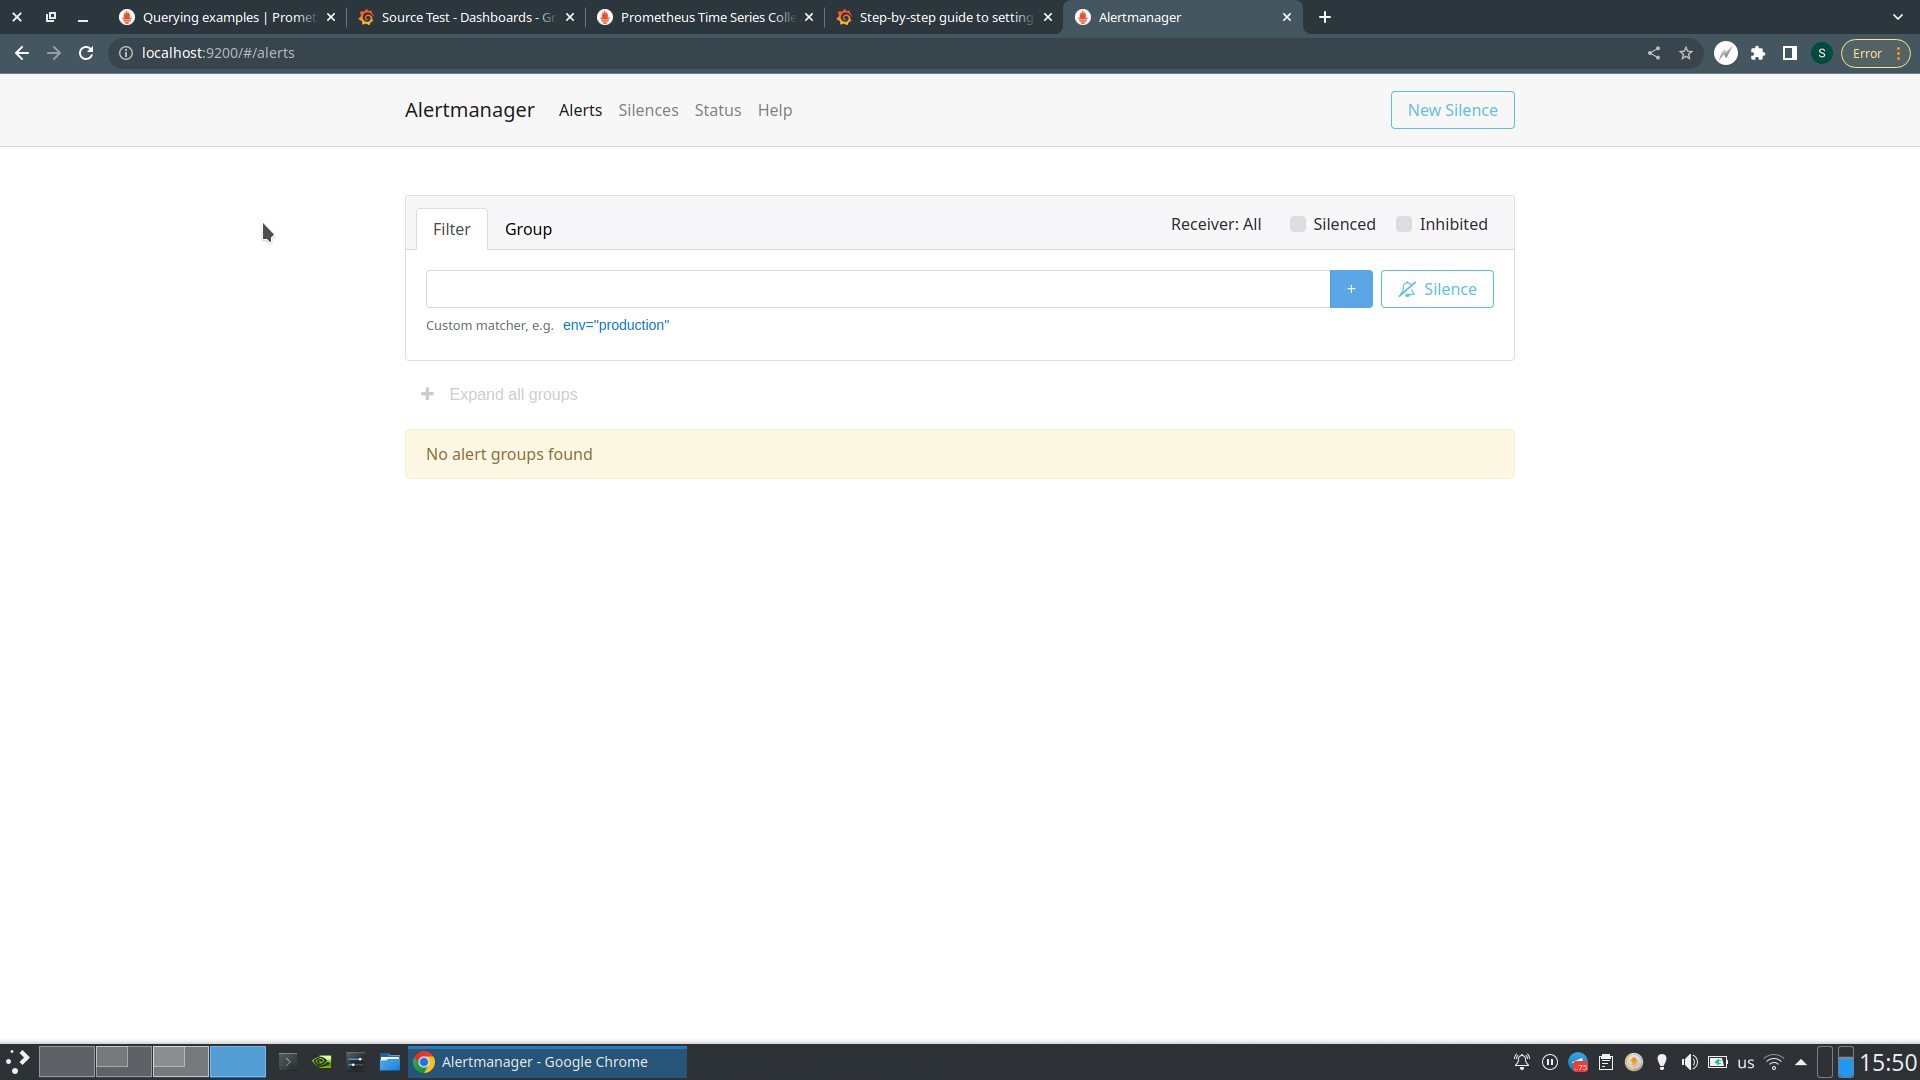 Querying examples | Promet
Source Test - Dashboards - Gr
Prometheus Time Series Colle
Step-by-step guide to setting
Alertmanager
localhost:9200/#/alerts
S
Error
Alertmanager
Alerts
Silences
Status
Help
New Silence
Filter
Group
Receiver: All
Silenced
Inhibited
+
Silence
Custom matcher, e.g. env="production"
Expand all groups
No alert groups found
Alertmanager - Google Chrome
.75
us
15:50